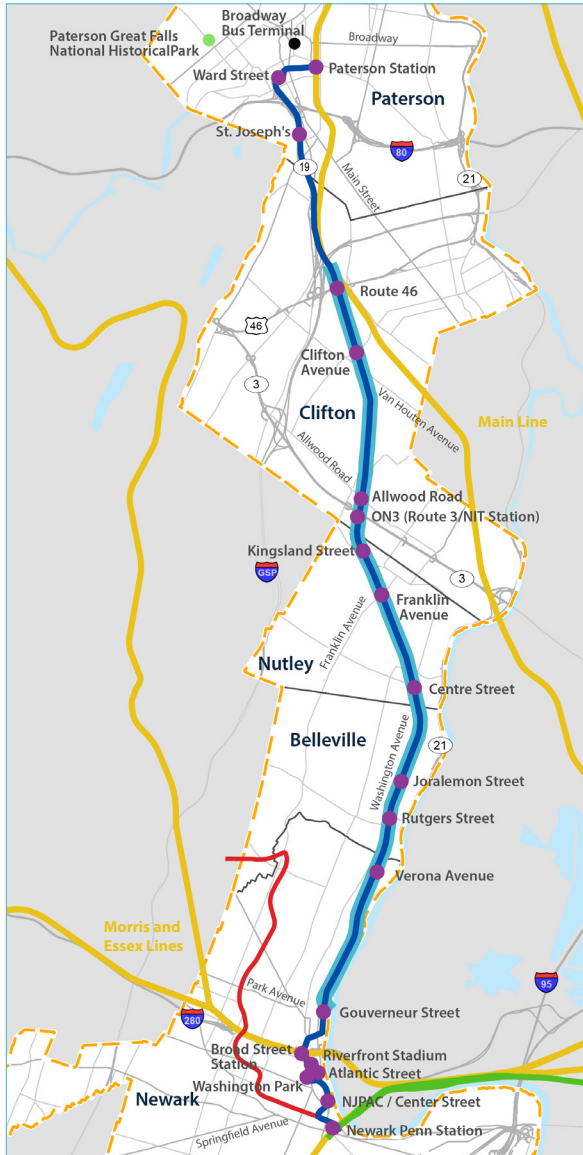 Broadway
Bus Terminal
Paterson Great Falls
National HistoricalPark
Broadway
Ward Street
Paterson Station
Paterson
St. Joseph's
80
19
Main Street
21
Route 46
46
Clifton
Avenue
3
Van Houten Avenue
Clifton
Main Line
Allwood Road
Allwood Road
ON3 (Route 3/NIT Station)
Kingsland Street
GSP
3
Franklin
Avenue
Franklin Avenue
Nutley
Centre Street
Belleville
21
Washington Avenue
Joralemon Street
Rutgers Street
Verona Avenue
Morris and
Essex Lines
95
Park Avenue
Gouverneur Street
280
Broad Street
Station
Riverfront Stadium
Atlantic Street
Washington Park
Newark
NJPAC / Center Street
Springfield Avenue
Newark Penn Station